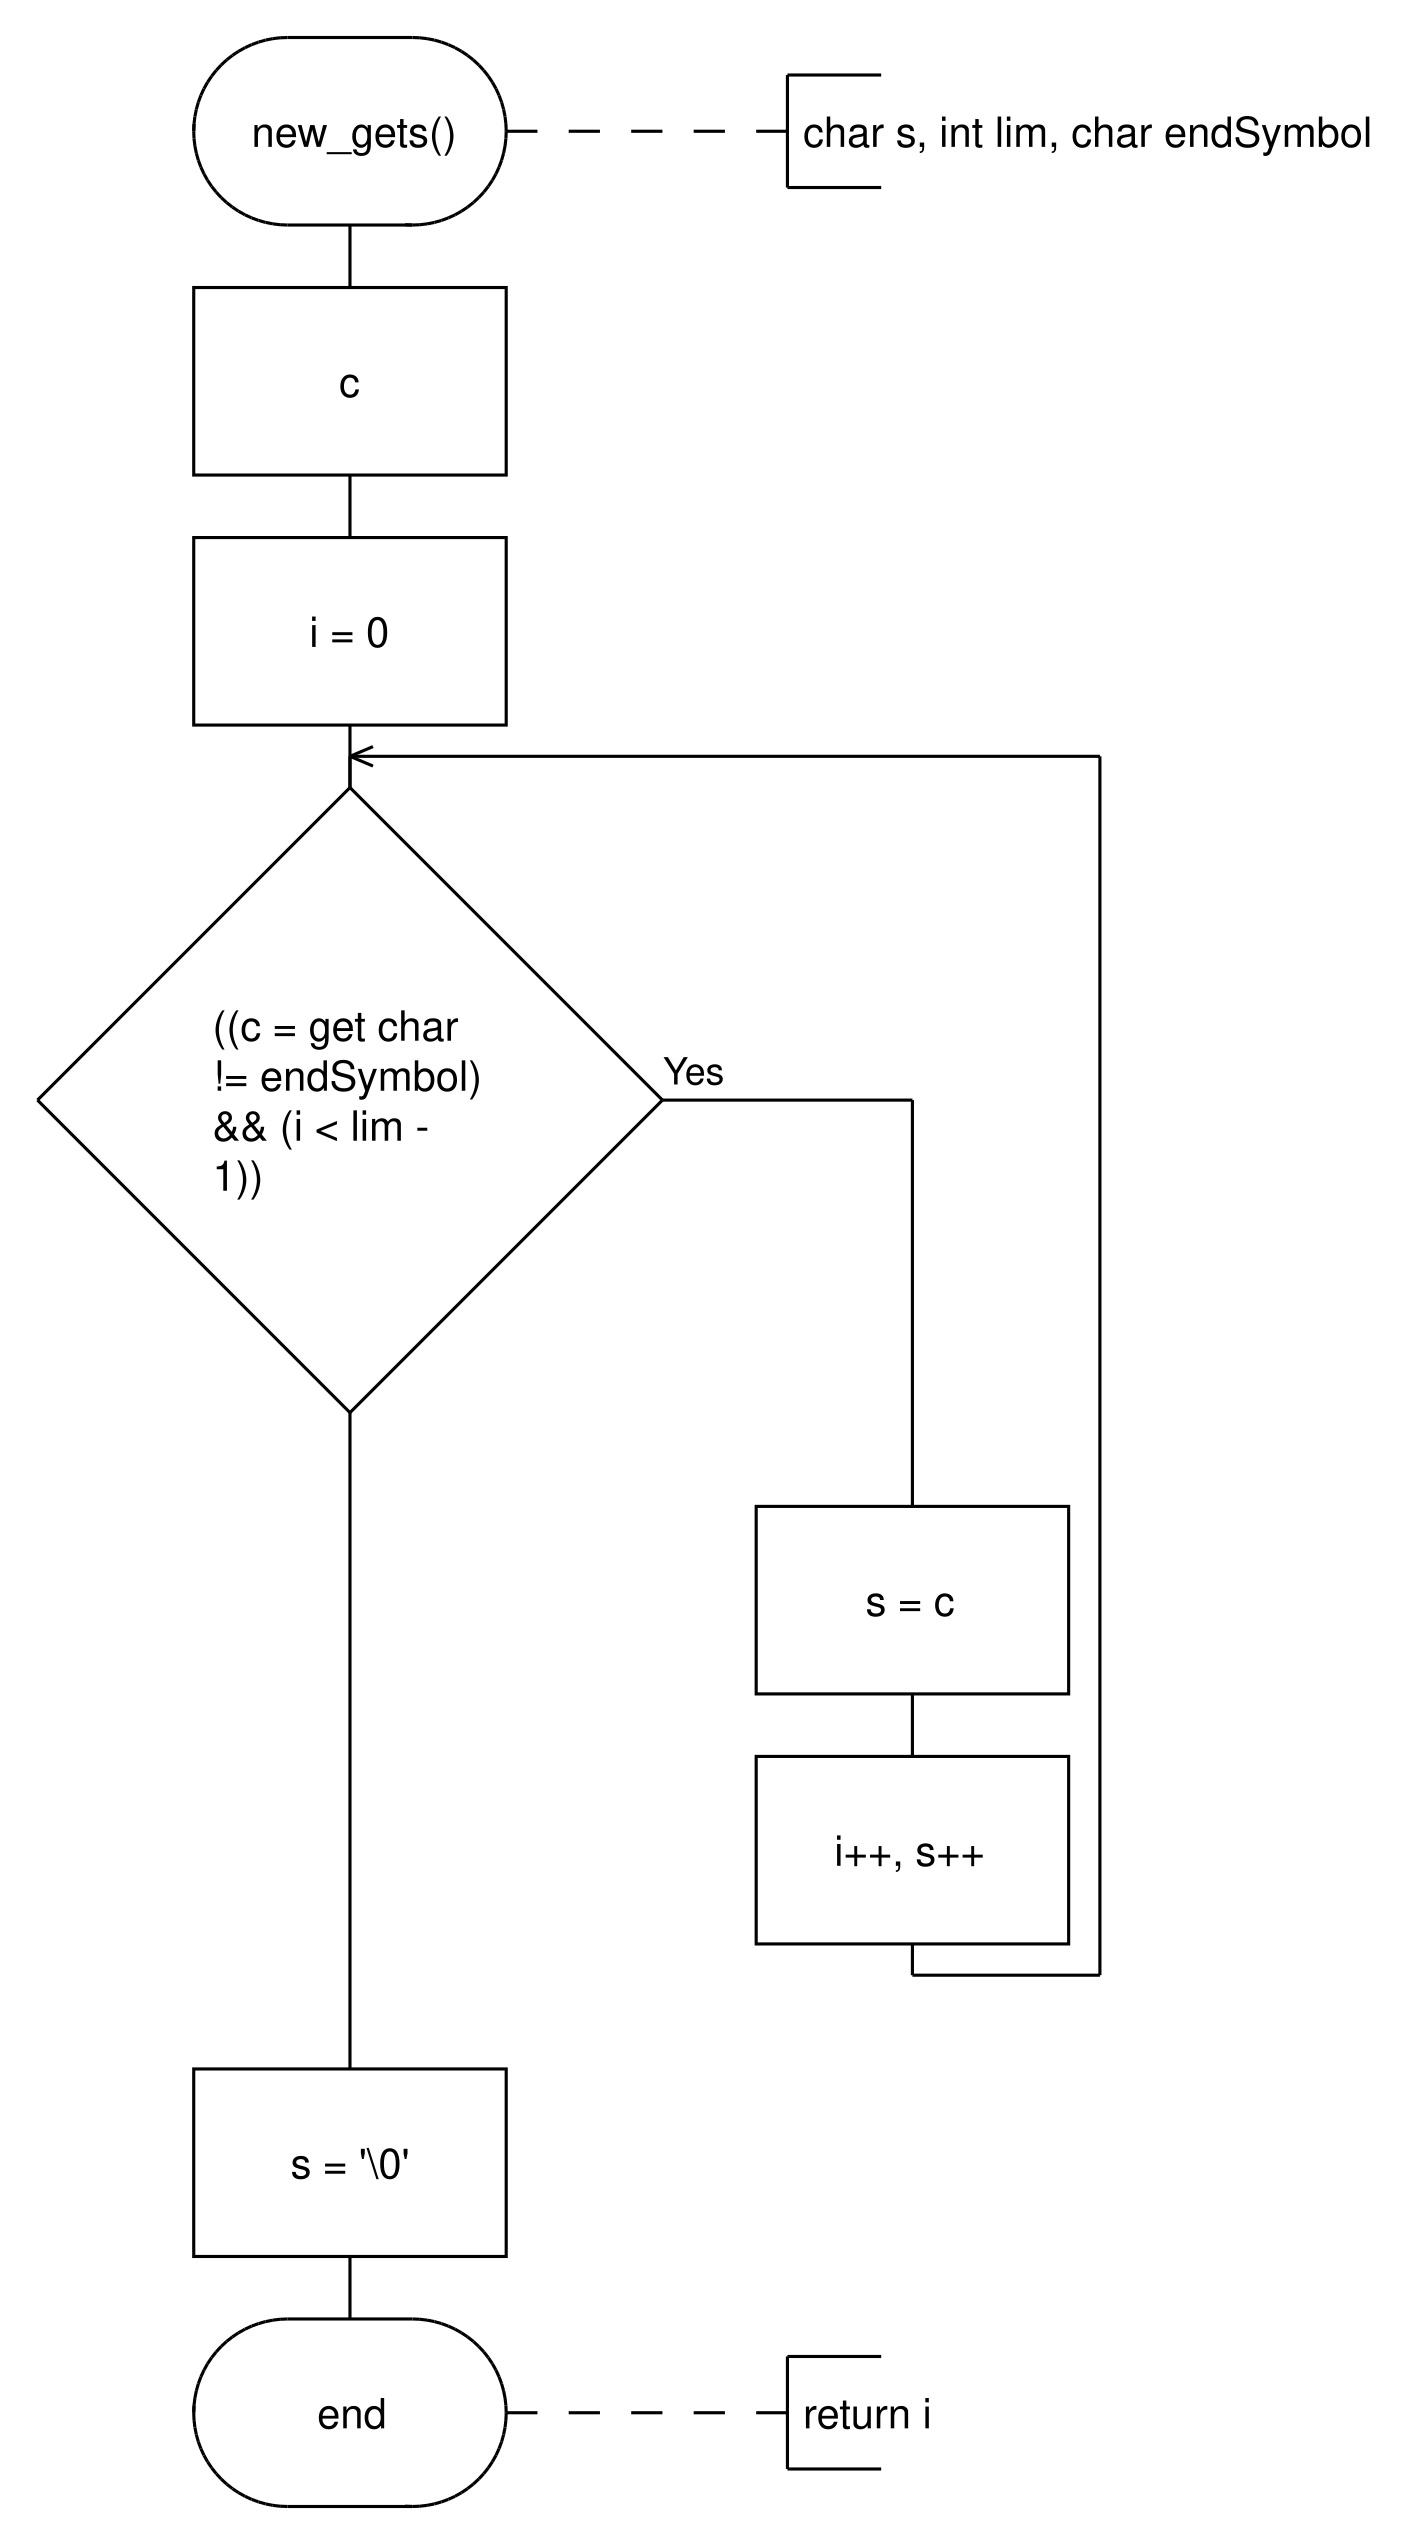 new_gets()
char s, int lim, char endSymbol
c
i = 0
((c = get char
!= endSymbol)
&& (i < lim -
1))
Yes
s = c
i++, s++
s = '\0'
end
return i